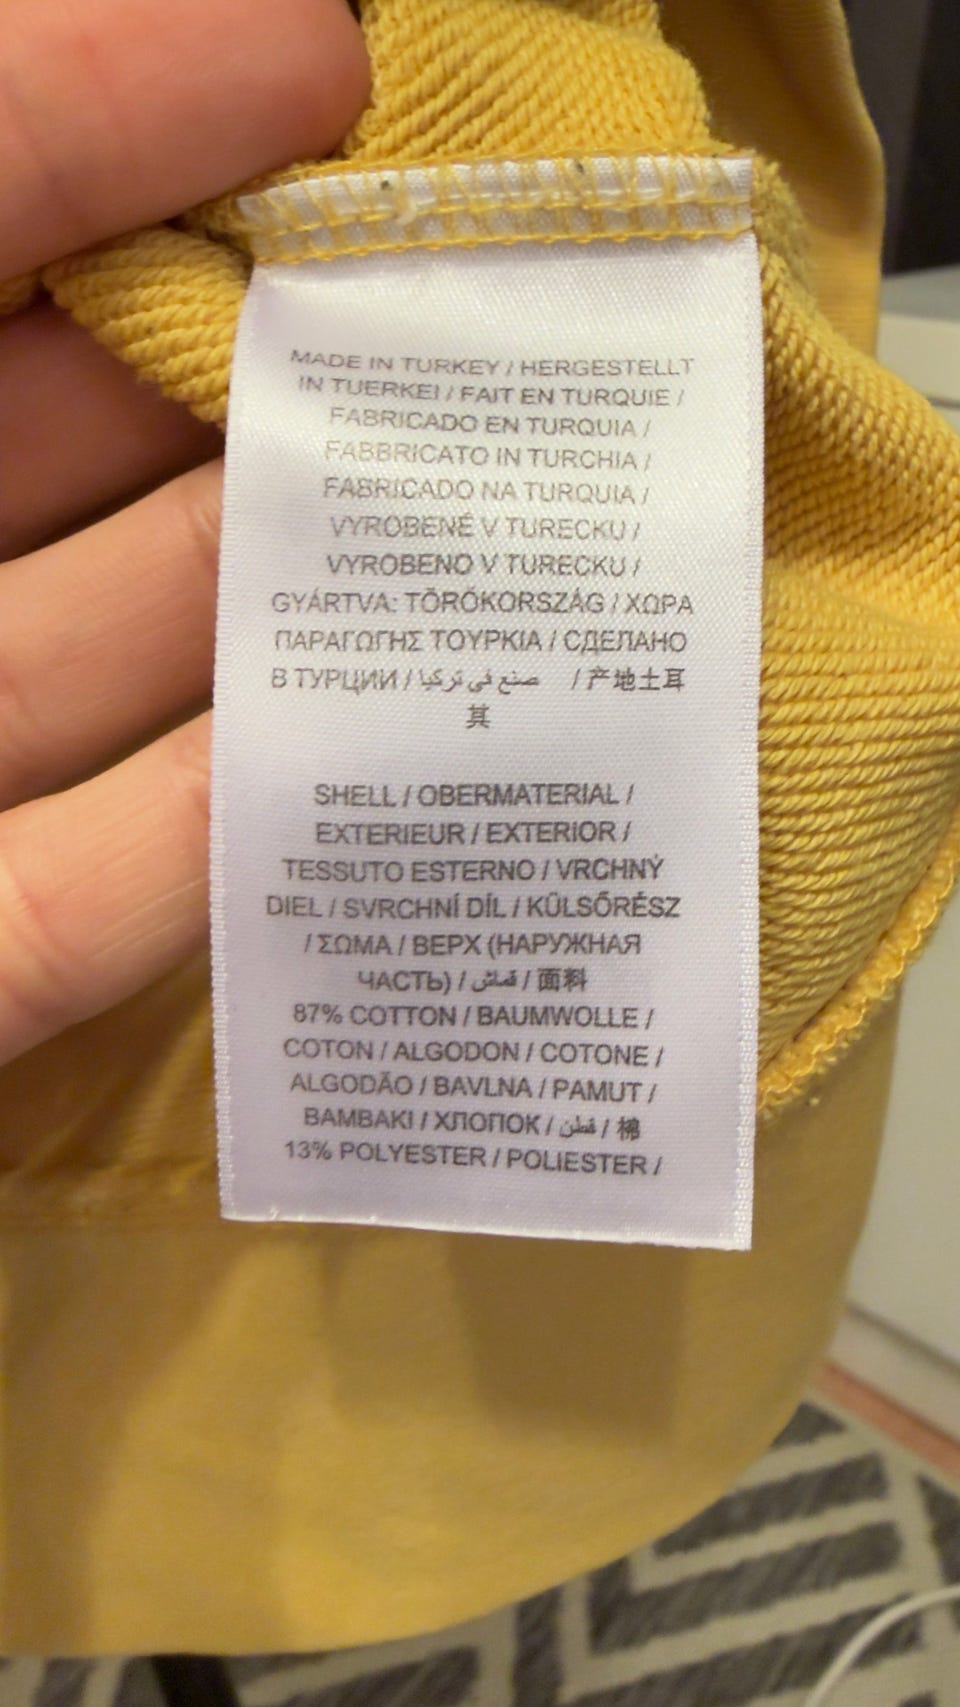 MADE IN TURKEY / HERGESTELLT
IN TUERKEI / FAIT EN TURQUIE /
FABRICADO EN TURQUIA /
FABBRICATO IN TURCHIA /
FABRICADO NA TURQUIA /
VYROBENÉ V TURECKU /
VYROBENO V TURECKU /
GYÁRTVA: TÖRÖKORSZÁG / ΧΩΡΑ
ΠΑΡΑΓΩΓΗΣ ΤΟΥΡΚΙΑ / СДЕЛАНО
В ТУРЦИИ / صنع في تركيا / 产地土耳
其
SHELL / OBERMATERIAL /
EXTERIEUR / EXTERIOR /
TESSUTO ESTERNO / VRCHNÝ
DIEL / SVRCHNÍ DÍL / KÜLSŐRÉSZ
/ ΣΩΜΑ / ВЕРХ (НАРУЖНАЯ
ЧАСТЬ) / قماش / 面料
87% COTTON / BAUMWOLLE /
COTON / ALGODON / COTONE /
ALGODÃO / BAVLNA / PAMUT /
ΒΑΜΒΑΚΙ / ХЛОПОК / قطن / 棉
13% POLYESTER / POLIESTER /